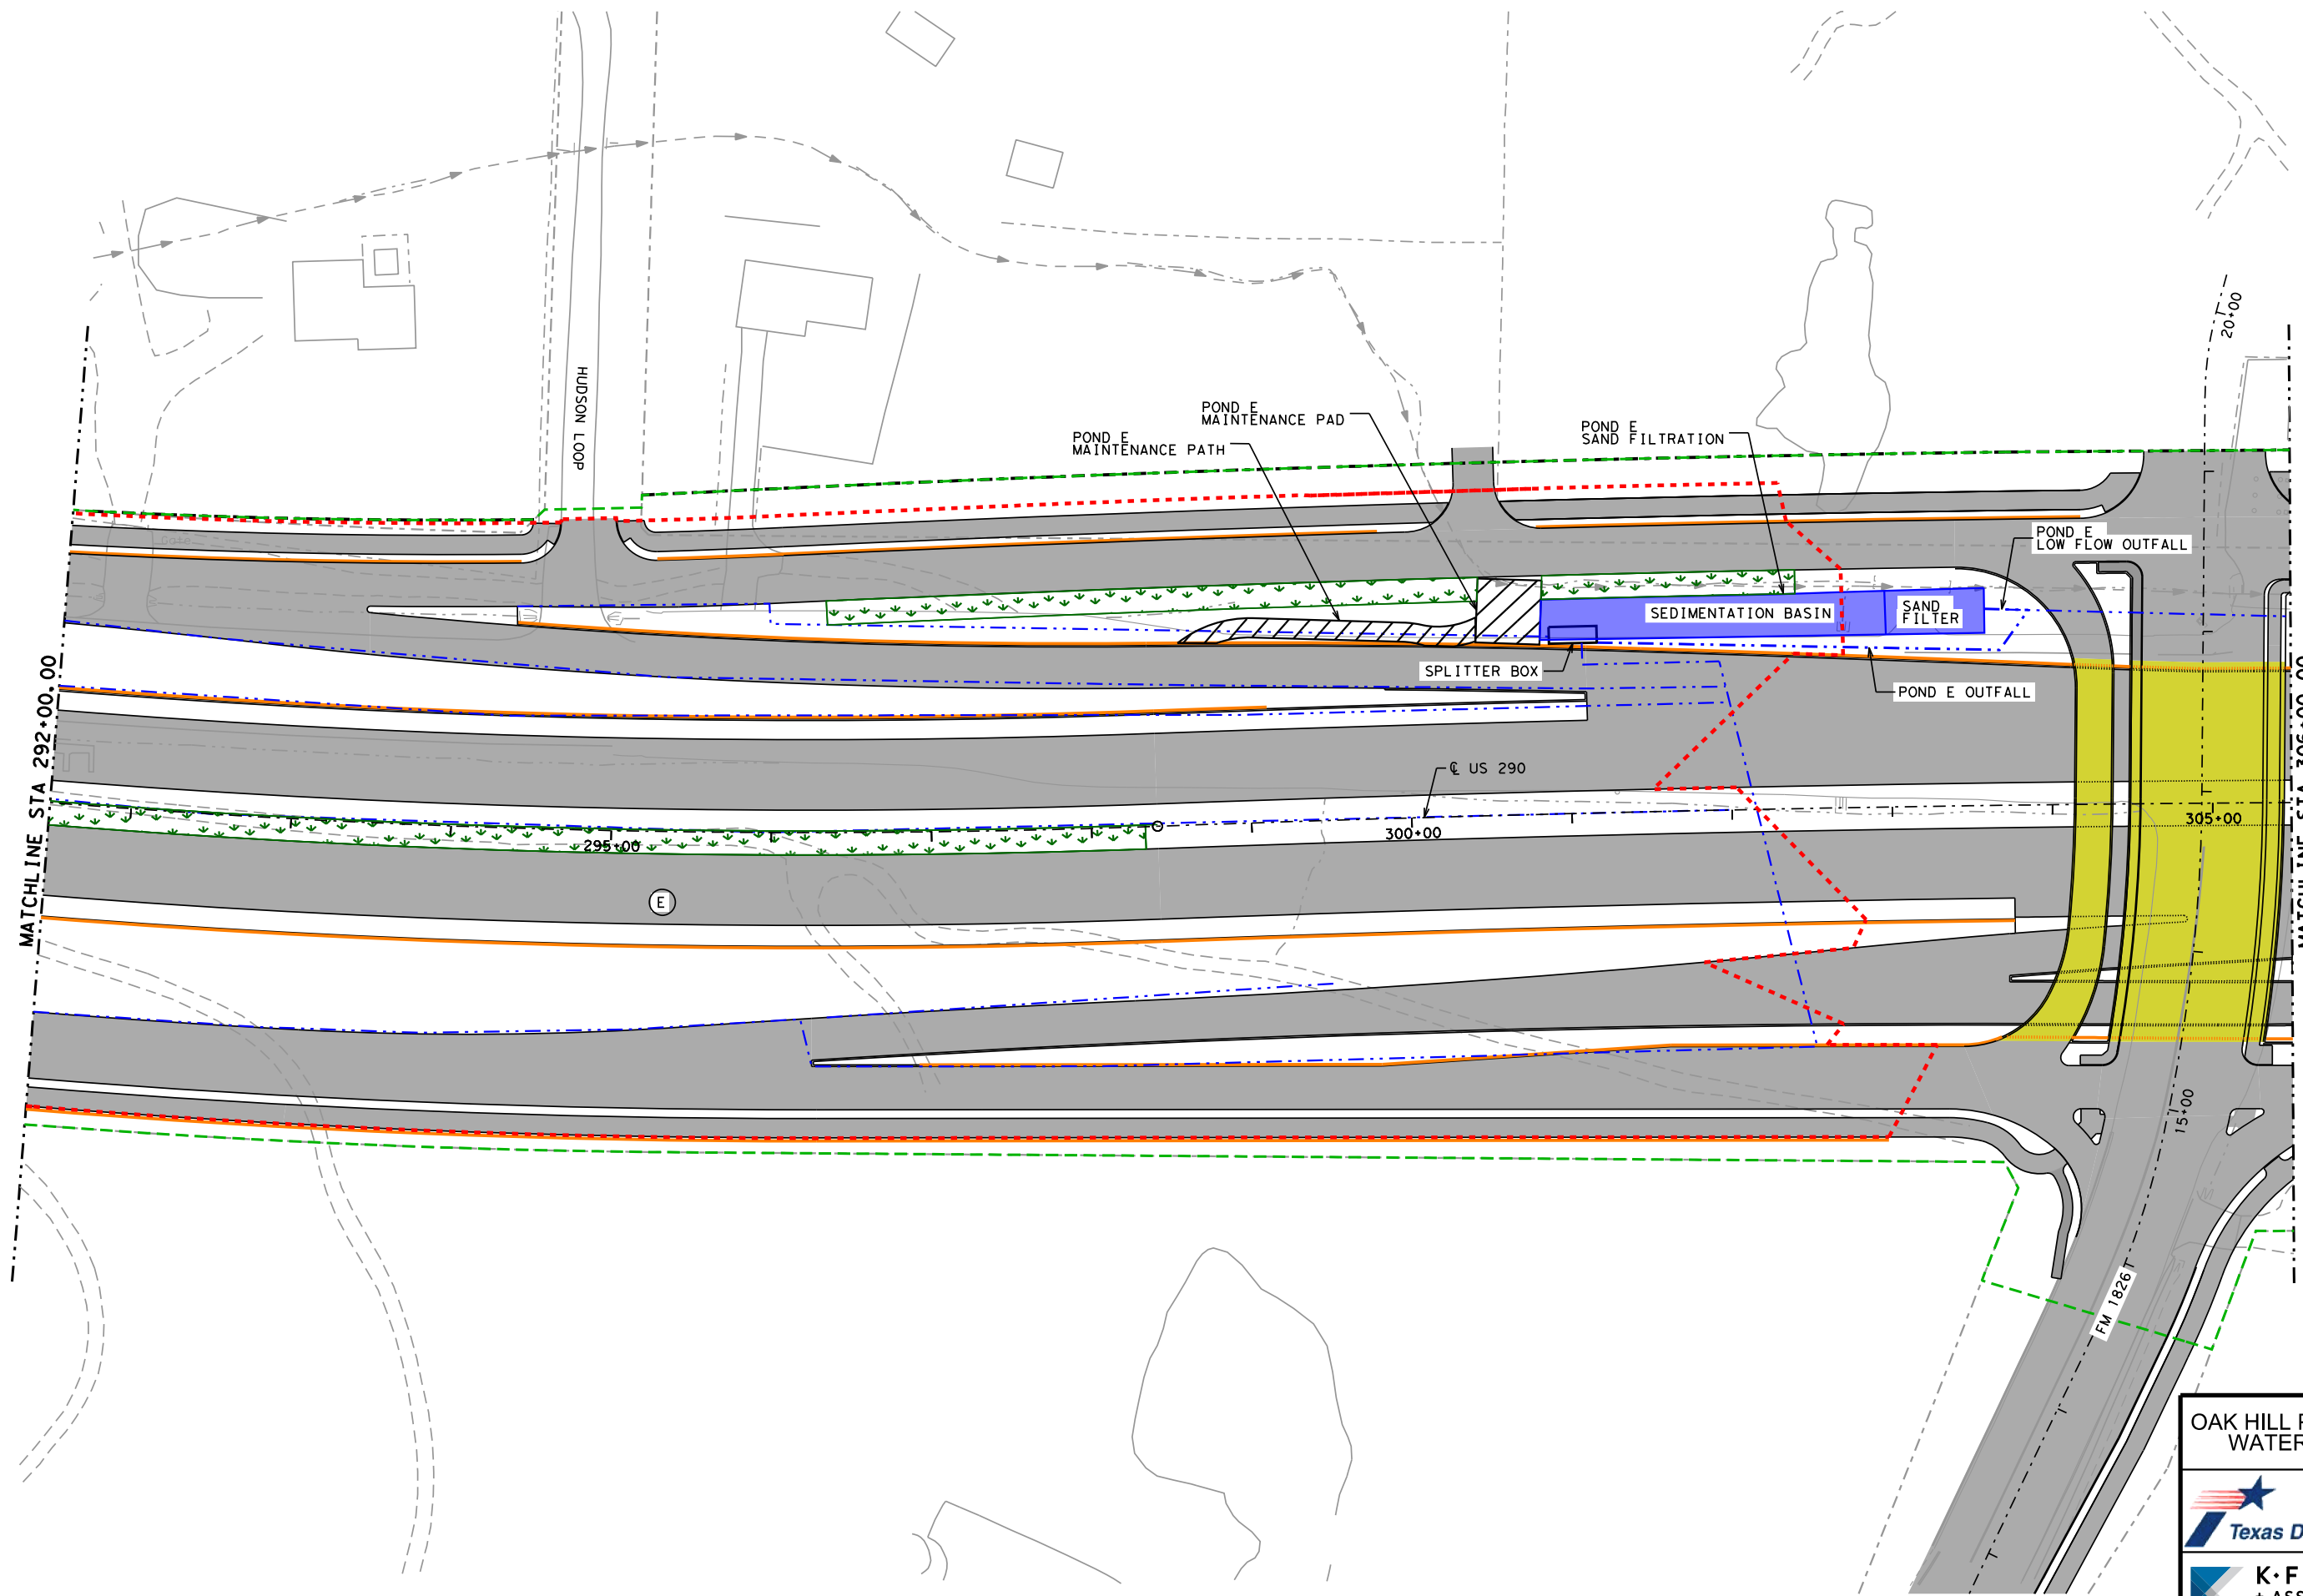 20+00
HUDSON LOOP
POND E
MAINTENANCE PAD
POND E
MAINTENANCE PATH
POND E
SAND FILTRATION
POND E
LOW FLOW OUTFALL
SEDIMENTATION BASIN
SAND
FILTER
SPLITTER BOX
POND E OUTFALL
℄ US 290
MATCHLINE STA 292+00.00
295+00
300+00
305+00
E
15+00
FM 1826
OAK HILL
WATER
Texas
K·F